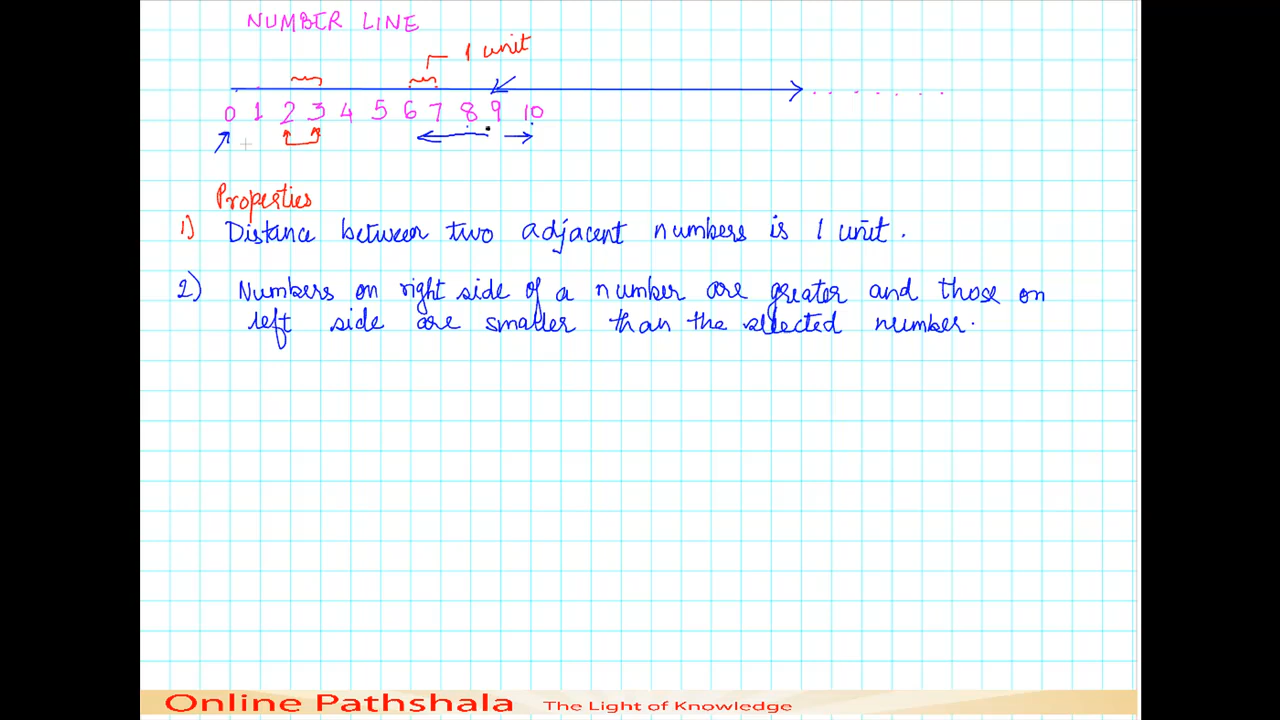 NUMBER LINE
1 unit
0 1 2 3 4 5 6 7 8 9 10
Properties
1) Distance between two adjacent numbers is 1 unit.
2) Numbers on right side of a number are greater and those on
left side are smaller than the selected number.
Online Pathshala The Light of Knowledge